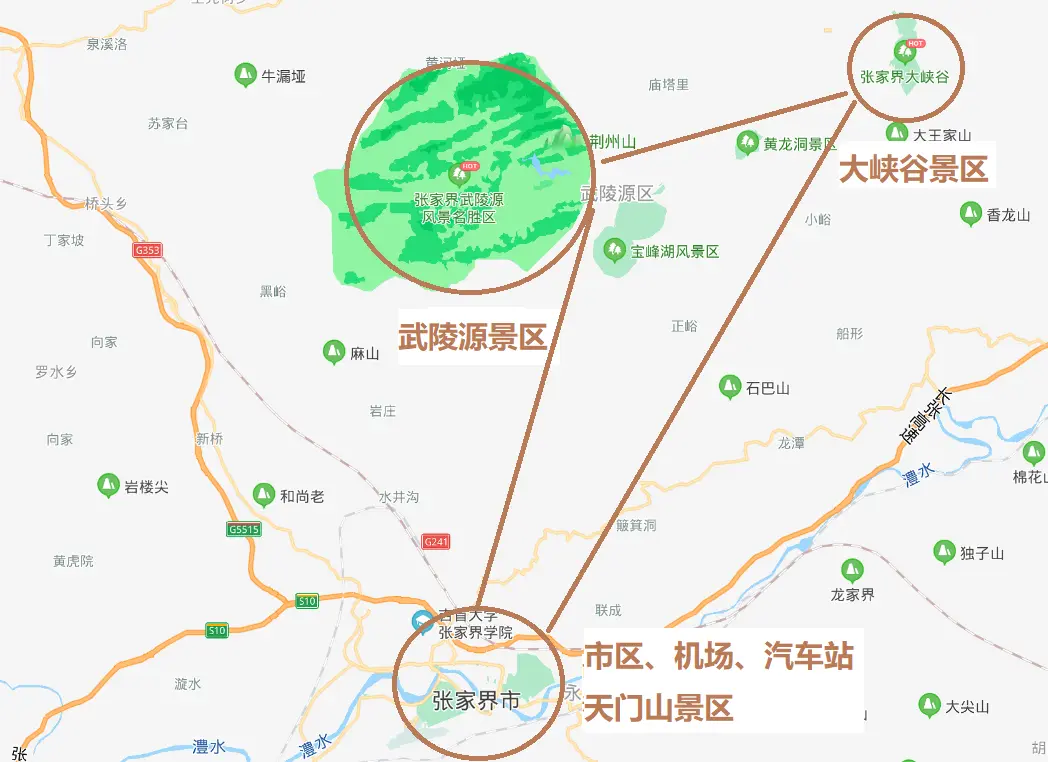 泉溪洛
黄河垭
牛漏垭
庙塔里
HOT
张家界大峡谷
苏家台
荆州山
黄龙洞景区
大王家山
大峡谷景区
HOT
张家界武陵源
风景名胜区
武陵源区
桥头乡
小峪
香龙山
丁家坡
G353
宝峰湖风景区
黑峪
武陵源景区
正峪
船形
向家
麻山
罗水乡
石巴山
岩庄
长张高速
向家
新桥
龙潭
澧水
棉花山
岩楼尖
和尚老
水井沟
G5515
簸箕洞
G241
黄虎院
独子山
龙家界
S10
联成
吉首大学
张家界学院
S10
市区、机场、汽车站
天门山景区
漩水
张家界市
永
大尖山
澧水
澧水
张
胡